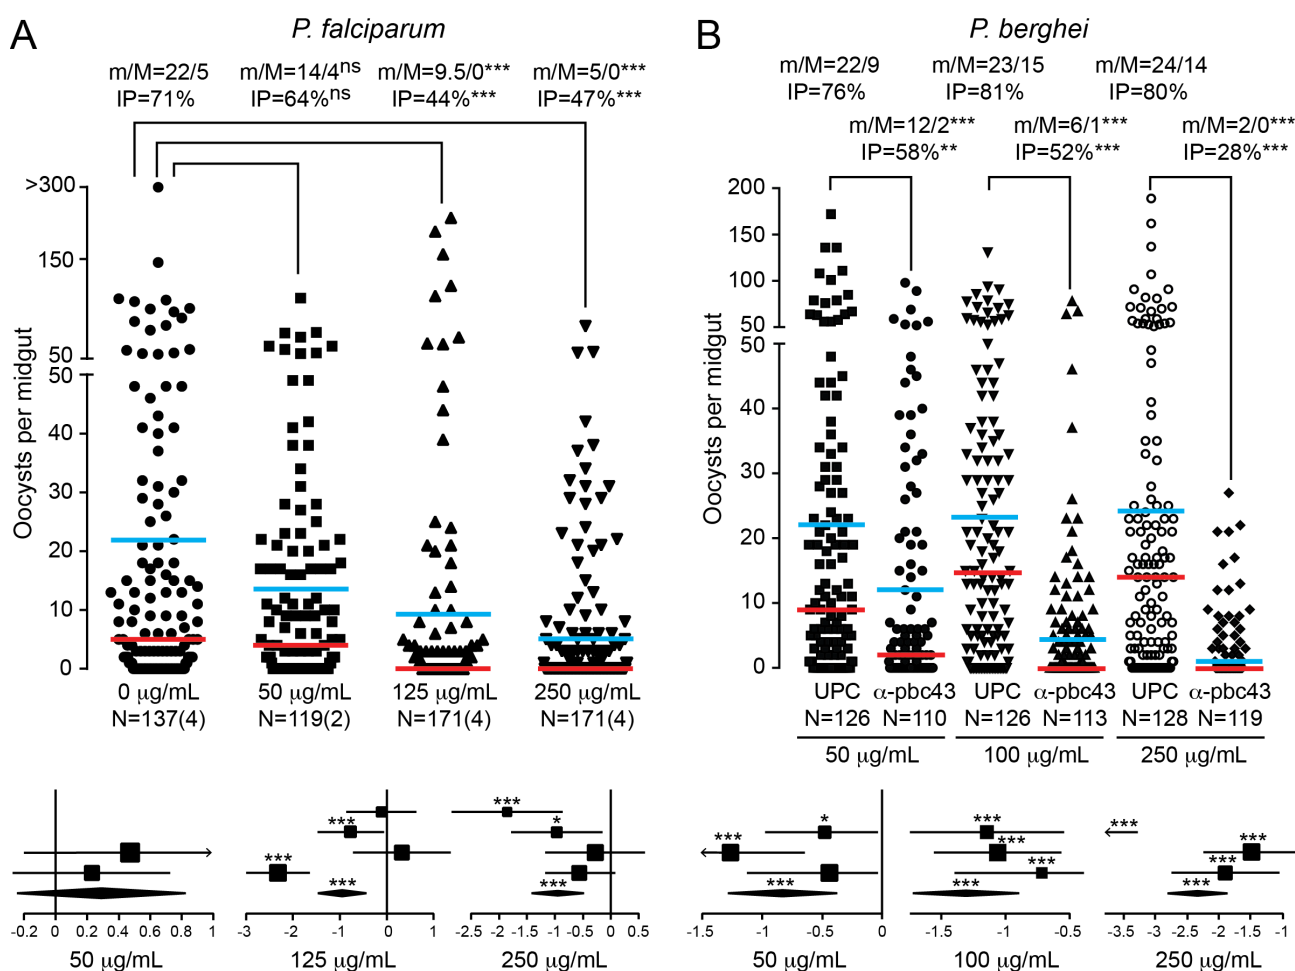 A
P. falciparum
m/M=22/5
IP=71%
m/M=14/4ns
IP=64%ns
m/M=9.5/0***
IP=44%***
m/M=5/0***
IP=47%***
Oocysts per midgut
>300
150
50
50
40
30
20
10
0
0 µg/mL
N=137(4)
50 µg/mL
N=119(2)
125 µg/mL
N=171(4)
250 µg/mL
N=171(4)
B
P. berghei
m/M=22/9
IP=76%
m/M=23/15
IP=81%
m/M=24/14
IP=80%
m/M=12/2***
IP=58%**
m/M=6/1***
IP=52%***
m/M=2/0***
IP=28%***
Oocysts per midgut
200
150
100
50
50
40
30
20
10
0
UPC
N=126
α-pbc43
N=110
UPC
N=126
α-pbc43
N=113
UPC
N=128
α-pbc43
N=119
50 µg/mL
100 µg/mL
250 µg/mL
-0.2 0 0.2 0.4 0.6 0.8 1
50 µg/mL
***
***
***
-3 -2 -1 0 1
125 µg/mL
***
*
***
-2.5 -2 -1.5 -1 -0.5 0 0.5
250 µg/mL
*
***
***
-1.5 -1 -0.5 0
50 µg/mL
***
***
***
***
-1.5 -1 -0.5
100 µg/mL
***
***
***
***
-3.5 -3 -2.5 -2 -1.5 -1
250 µg/mL